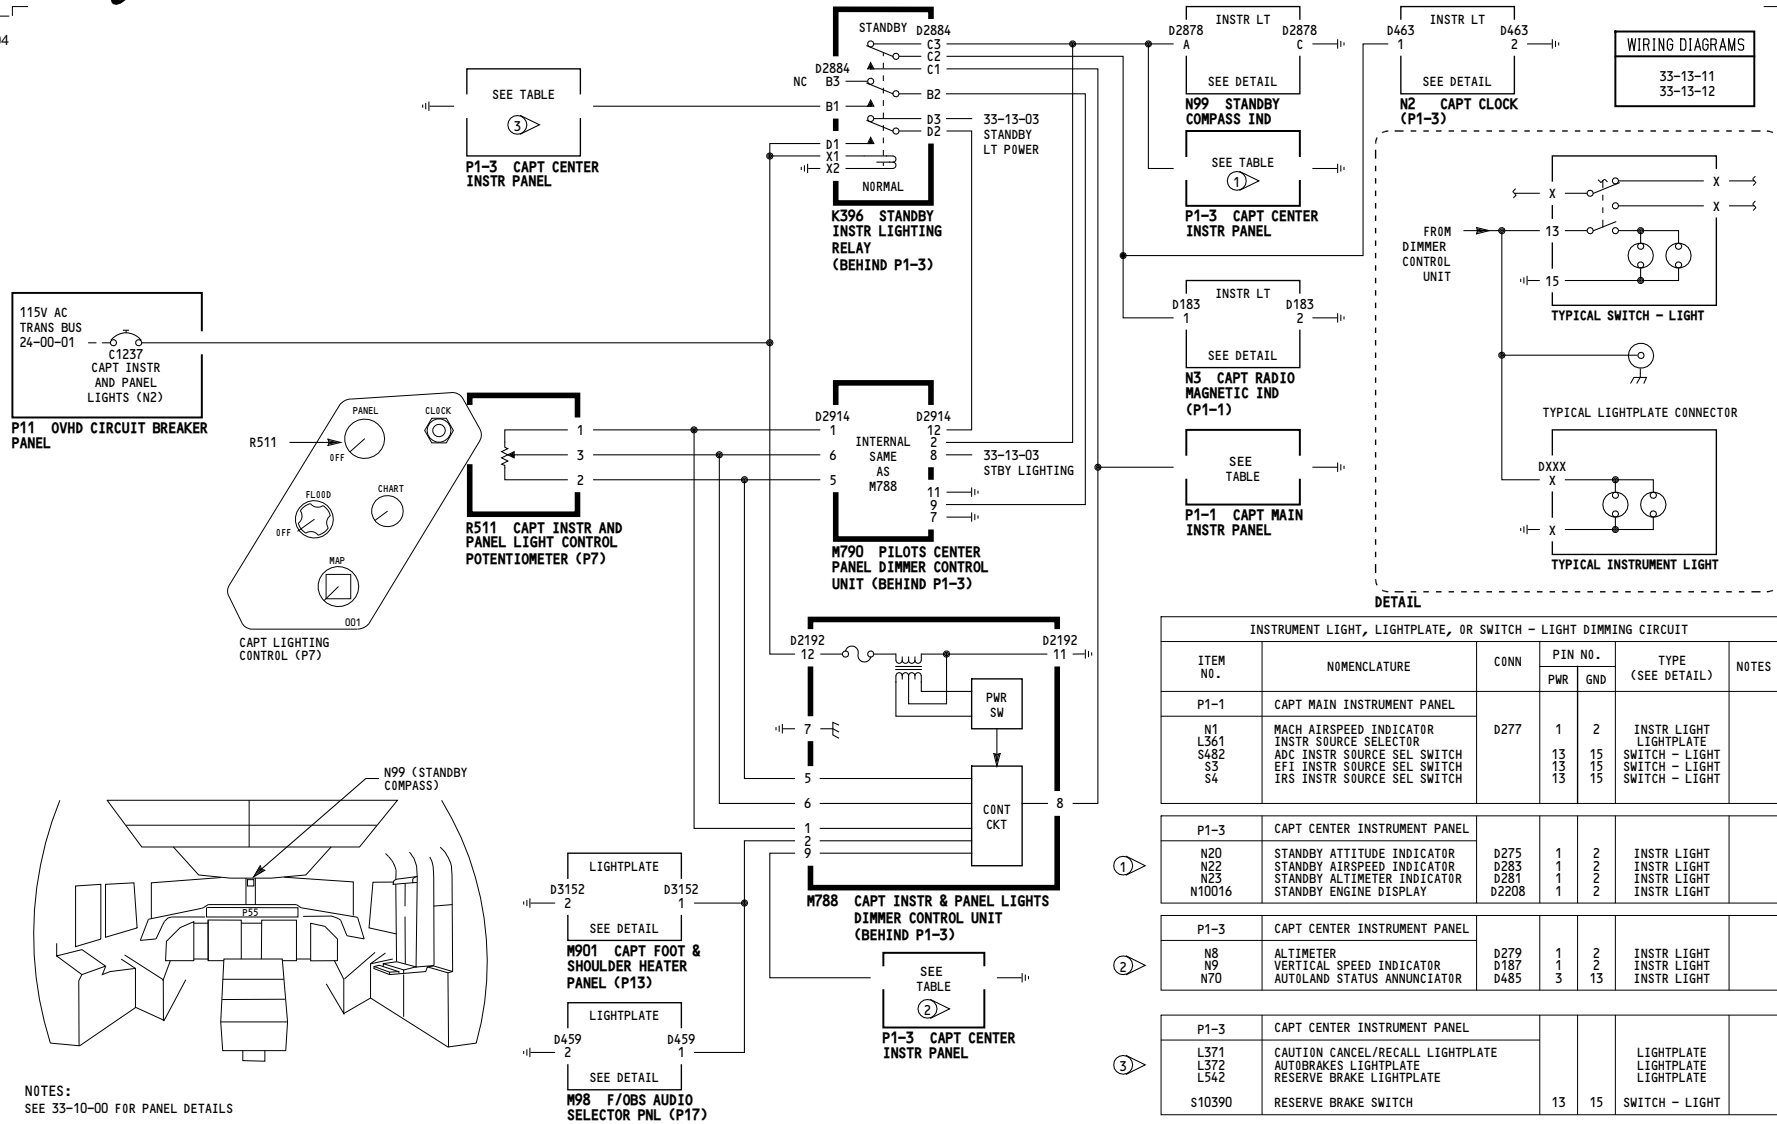 04
WIRING DIAGRAMS
33-13-11
33-13-12
SEE TABLE
3
P1-3 CAPT CENTER
INSTR PANEL
STANDBY
D2884
C3
C2
C1
D2884
NC B3
B2
B1
D3
D2
D1
X1
X2
NORMAL
33-13-03
STANDBY
LT POWER
K396 STANDBY
INSTR LIGHTING
RELAY
(BEHIND P1-3)
INSTR LT
D2878
A
D2878
C
SEE DETAIL
N99 STANDBY
COMPASS IND
INSTR LT
D463
1
D463
2
SEE DETAIL
N2 CAPT CLOCK
(P1-3)
SEE TABLE
1
P1-3 CAPT CENTER
INSTR PANEL
INSTR LT
D183
1
D183
2
SEE DETAIL
N3 CAPT RADIO
MAGNETIC IND
(P1-1)
SEE
TABLE
P1-1 CAPT MAIN
INSTR PANEL
X
X
X
FROM
DIMMER
CONTROL
UNIT
13
15
TYPICAL SWITCH - LIGHT
TYPICAL LIGHTPLATE CONNECTOR
DXXX
X
X
TYPICAL INSTRUMENT LIGHT
DETAIL
115V AC
TRANS BUS
24-00-01
C1237
CAPT INSTR
AND PANEL
LIGHTS (N2)
P11 OVHD CIRCUIT BREAKER
PANEL
R511
PANEL
OFF
CLOCK
FLOOD
OFF
CHART
MAP
001
CAPT LIGHTING
CONTROL (P7)
1
3
2
R511 CAPT INSTR AND
PANEL LIGHT CONTROL
POTENTIOMETER (P7)
D2914
1
6
5
INTERNAL
SAME
AS
M788
D2914
12
2
8
11
9
7
33-13-03
STBY LIGHTING
M790 PILOTS CENTER
PANEL DIMMER CONTROL
UNIT (BEHIND P1-3)
D2192
12
D2192
11
PWR
SW
7
5
6
1
2
9
CONT
CKT
8
M788 CAPT INSTR & PANEL LIGHTS
DIMMER CONTROL UNIT
(BEHIND P1-3)
LIGHTPLATE
D3152
2
D3152
1
SEE DETAIL
M901 CAPT FOOT &
SHOULDER HEATER
PANEL (P13)
LIGHTPLATE
D459
2
D459
1
SEE DETAIL
M98 F/OBS AUDIO
SELECTOR PNL (P17)
SEE
TABLE
2
P1-3 CAPT CENTER
INSTR PANEL
N99 (STANDBY
COMPASS)
P55
NOTES:
SEE 33-10-00 FOR PANEL DETAILS
INSTRUMENT LIGHT, LIGHTPLATE, OR SWITCH - LIGHT DIMMING CIRCUIT
ITEM NO. NOMENCLATURE CONN PIN NO. TYPE (SEE DETAIL) NOTES
PWR GND
P1-1 CAPT MAIN INSTRUMENT PANEL
N1 MACH AIRSPEED INDICATOR D277 1 2 INSTR LIGHT
L361 INSTR SOURCE SELECTOR LIGHTPLATE
S482 ADC INSTR SOURCE SEL SWITCH 13 15 SWITCH - LIGHT
S3 EFI INSTR SOURCE SEL SWITCH 13 15 SWITCH - LIGHT
S4 IRS INSTR SOURCE SEL SWITCH 13 15 SWITCH - LIGHT
1
P1-3 CAPT CENTER INSTRUMENT PANEL
N20 STANDBY ATTITUDE INDICATOR D275 1 2 INSTR LIGHT
N22 STANDBY AIRSPEED INDICATOR D283 1 2 INSTR LIGHT
N23 STANDBY ALTIMETER INDICATOR D281 1 2 INSTR LIGHT
N10016 STANDBY ENGINE DISPLAY D2208 1 2 INSTR LIGHT
2
P1-3 CAPT CENTER INSTRUMENT PANEL
N8 ALTIMETER D279 1 2 INSTR LIGHT
N9 VERTICAL SPEED INDICATOR D187 1 2 INSTR LIGHT
N70 AUTOLAND STATUS ANNUNCIATOR D485 3 13 INSTR LIGHT
3
P1-3 CAPT CENTER INSTRUMENT PANEL
L371 CAUTION CANCEL/RECALL LIGHTPLATE LIGHTPLATE
L372 AUTOBRAKES LIGHTPLATE LIGHTPLATE
L542 RESERVE BRAKE LIGHTPLATE LIGHTPLATE
S10390 RESERVE BRAKE SWITCH 13 15 SWITCH - LIGHT